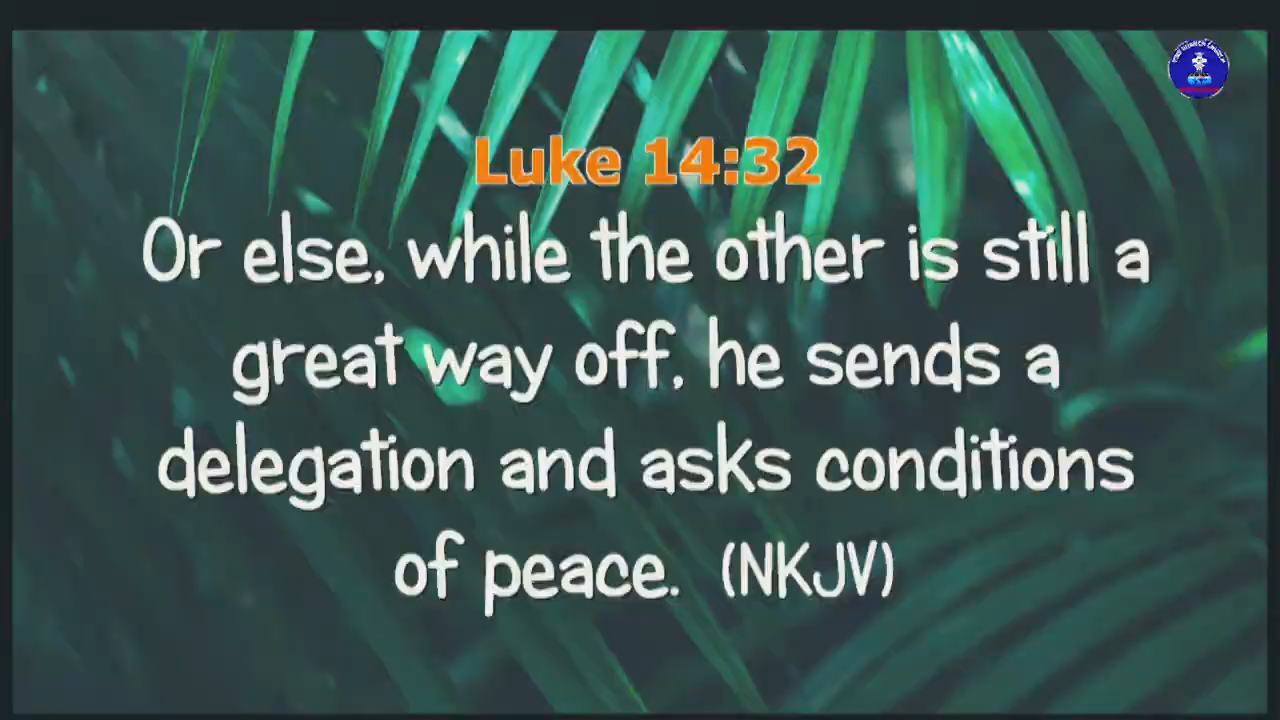 Luke 14:32
Or else, while the other is still a
great way off, he sends a
delegation and asks conditions
of peace. (NKJV)